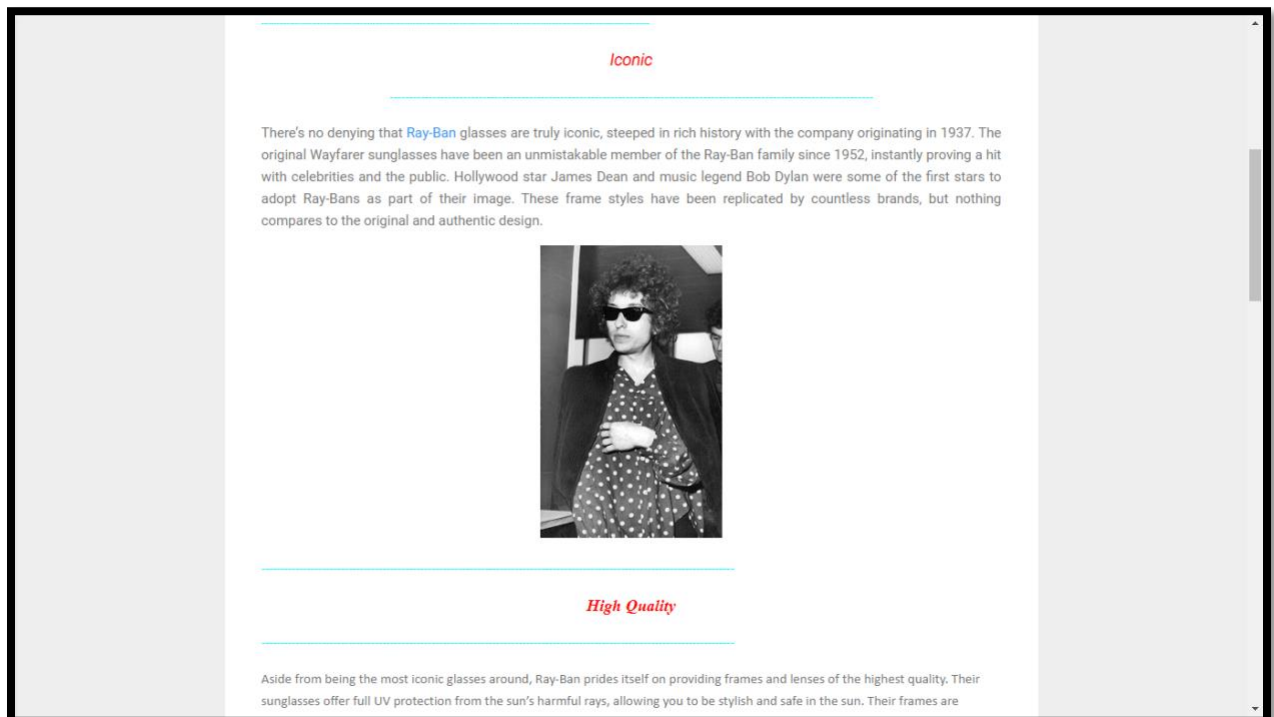 Iconic
There's no denying that Ray-Ban glasses are truly iconic, steeped in rich history with the company originating in 1937. The
original Wayfarer sunglasses have been an unmistakable member of the Ray-Ban family since 1952, instantly proving a hit
with celebrities and the public. Hollywood star James Dean and music legend Bob Dylan were some of the first stars to
adopt Ray-Bans as part of their image. These frame styles have been replicated by countless brands, but nothing
compares to the original and authentic design.
High Quality
Aside from being the most iconic glasses around, Ray-Ban prides itself on providing frames and lenses of the highest quality. Their
sunglasses offer full UV protection from the sun's harmful rays, allowing you to be stylish and safe in the sun. Their frames are